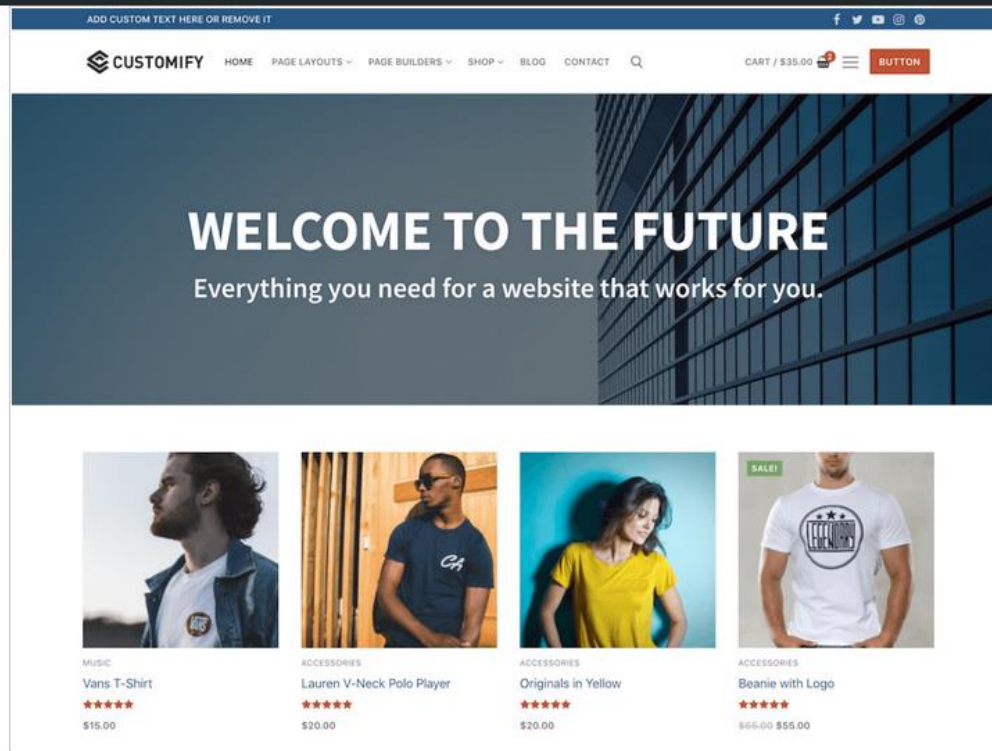 ADD CUSTOM TEXT HERE OR REMOVE IT
CUSTOMIFY HOME PAGE LAYOUTS PAGE BUILDERS SHOP BLOG CONTACT CART / $35.00 2 BUTTON
WELCOME TO THE FUTURE
Everything you need for a website that works for you.
SALE!
LEGENDARY
VANS
MUSIC ACCESSORIES ACCESSORIES ACCESSORIES
Vans T-Shirt Lauren V-Neck Polo Player Originals in Yellow Beanie with Logo
$15.00 $20.00 $20.00 $65.00 $55.00